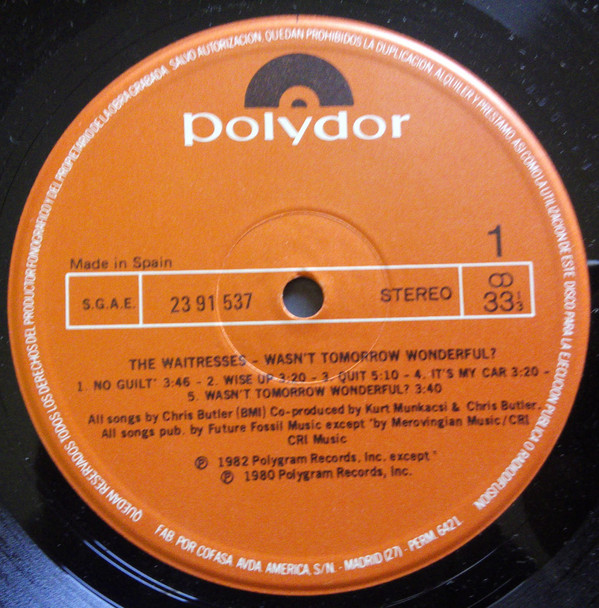 QUEDAN RESERVADOS TODOS LOS DERECHOS DEL PRODUCTOR FONOGRAFICO Y DEL PROPIETARIO DE LA OBRA GRABADA. SALVO AUTORIZACION, QUEDAN PROHIBIDOS LA DUPLICACION, ALQUILER Y PRESTAMO, ASI COMO LA UTILIZACION DE ESTE DISCO PARA LA EJECUCION PUBLICA O RADIODIFUSION
polydor
1
Made in Spain
S.G.A.E.
23 91 537
STEREO
33 1/3
THE WAITRESSES - WASN'T TOMORROW WONDERFUL?
1. NO GUILT' 3:46 - 2. WISE UP 3:20 - 3. QUIT 5:10 - 4. IT'S MY CAR 3:20 -
5. WASN'T TOMORROW WONDERFUL? 3:40
All songs by Chris Butler (BMI) Co-produced by Kurt Munkacsi & Chris Butler.
All songs pub. by Future Fossil Music except 'by Merovingian Music/CRI
CRI Music
℗ 1982 Polygram Records, Inc. except '
℗ 1980 Polygram Records, Inc.
FAB. POR COFASA. AVDA. AMERICA, S/N. - MADRID (27) - PERM. 642 L